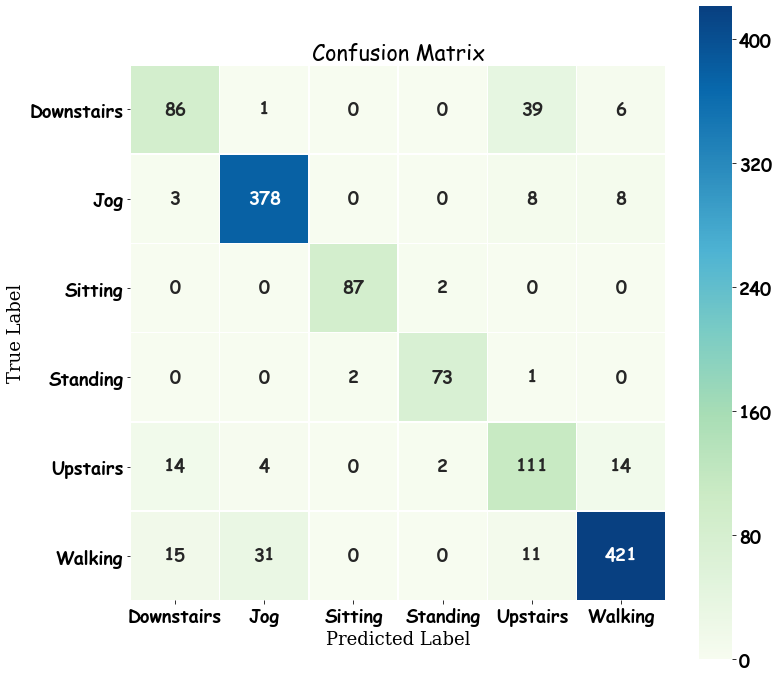 Confusion Matrix
Downstairs 86 1 0 0 39 6
Jog 3 378 0 0 8 8
Sitting 0 0 87 2 0 0
Standing 0 0 2 73 1 0
Upstairs 14 4 0 2 111 14
Walking 15 31 0 0 11 421
Downstairs Jog Sitting Standing Upstairs Walking
Predicted Label
True Label
400
320
240
160
80
0